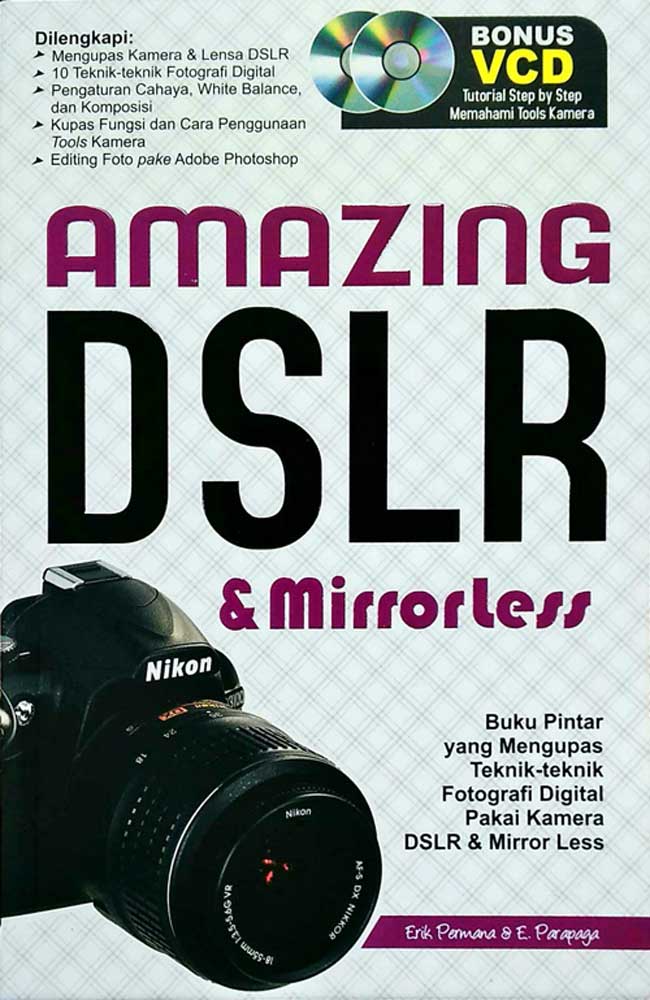 Dilengkapi:
Mengupas Kamera & Lensa DSLR
10 Teknik-teknik Fotografi Digital
Pengaturan Cahaya, White Balance,
dan Komposisi
Kupas Fungsi dan Cara Penggunaan
Tools Kamera
Editing Foto pake Adobe Photoshop
BONUS
VCD
Tutorial Step by Step
Memahami Tools Kamera
AMAZING
DSLR
& MirrorLess
Nikon
18
24
35
Nikon
AF-S DX NIKKOR
18-55mm 1:3.5-5.6G VR
Buku Pintar
yang Mengupas
Teknik-teknik
Fotografi Digital
Pakai Kamera
DSLR & Mirror Less
Erik Permana & E. Parapaga